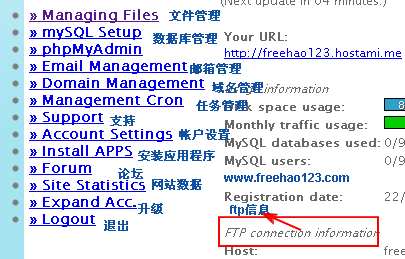 (Next update in 04 minutes.)
» Managing Files 文件管理
» mySQL Setup 数据库管理
» phpMyAdmin
» Email Management 邮箱管理
» Domain Management 域名管理
» Management Cron 任务管理
» Support 支持
» Account Settings 帐户设置
» Install APPS 安装应用程序
» Forum 论坛
» Site Statistics 网站数据
» Expand Acc. 升级
» Logout 退出
Your URL:
http://freehao123.hostami.me
information
space usage:
Monthly traffic usage:
MySQL databases used: 0/9
MySQL users: 0/9
www.freehao123.com
Registration date: 22/
ftp信息
FTP connection information
Host: free